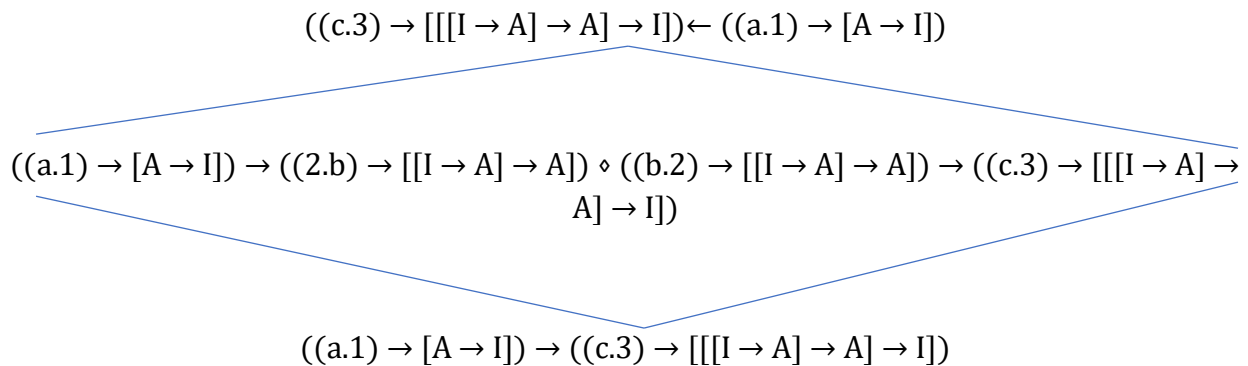 ((c.3) → [[[I → A] → A] → I])← ((a.1) → [A → I])
((a.1) → [A → I]) → ((2.b) → [[I → A] → A]) ⋄ ((b.2) → [[I → A] → A]) → ((c.3) → [[[I → A] →
A] → I])
((a.1) → [A → I]) → ((c.3) → [[[I → A] → A] → I])